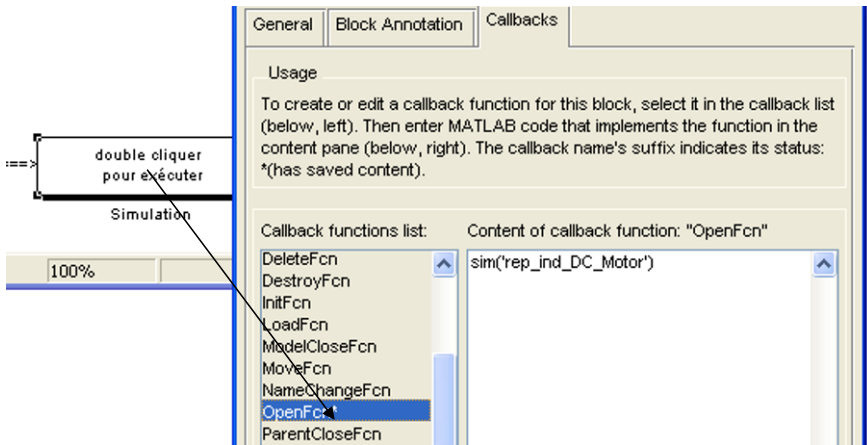 General
Block Annotation
Callbacks
Usage
To create or edit a callback function for this block, select it in the callback list
(below, left). Then enter MATLAB code that implements the function in the
content pane (below, right). The callback name's suffix indicates its status:
*(has saved content).
==>
double cliquer
pour exécuter
Simulation
100%
Callback functions list:
Content of callback function: "OpenFcn"
DeleteFcn
DestroyFcn
InitFcn
LoadFcn
ModelCloseFcn
MoveFcn
NameChangeFcn
OpenFcn*
ParentCloseFcn
sim('rep_ind_DC_Motor')